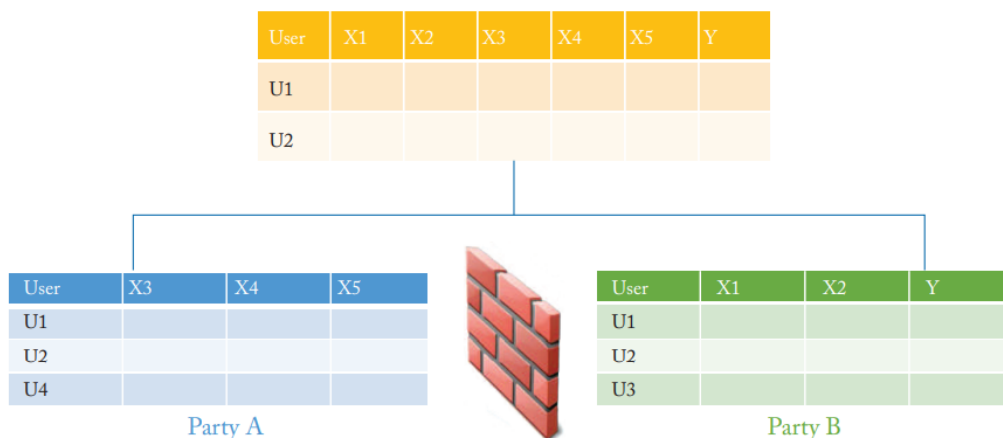 User X1 X2 X3 X4 X5 Y
U1
U2
User X3 X4 X5
U1
U2
U4
Party A
User X1 X2 Y
U1
U2
U3
Party B